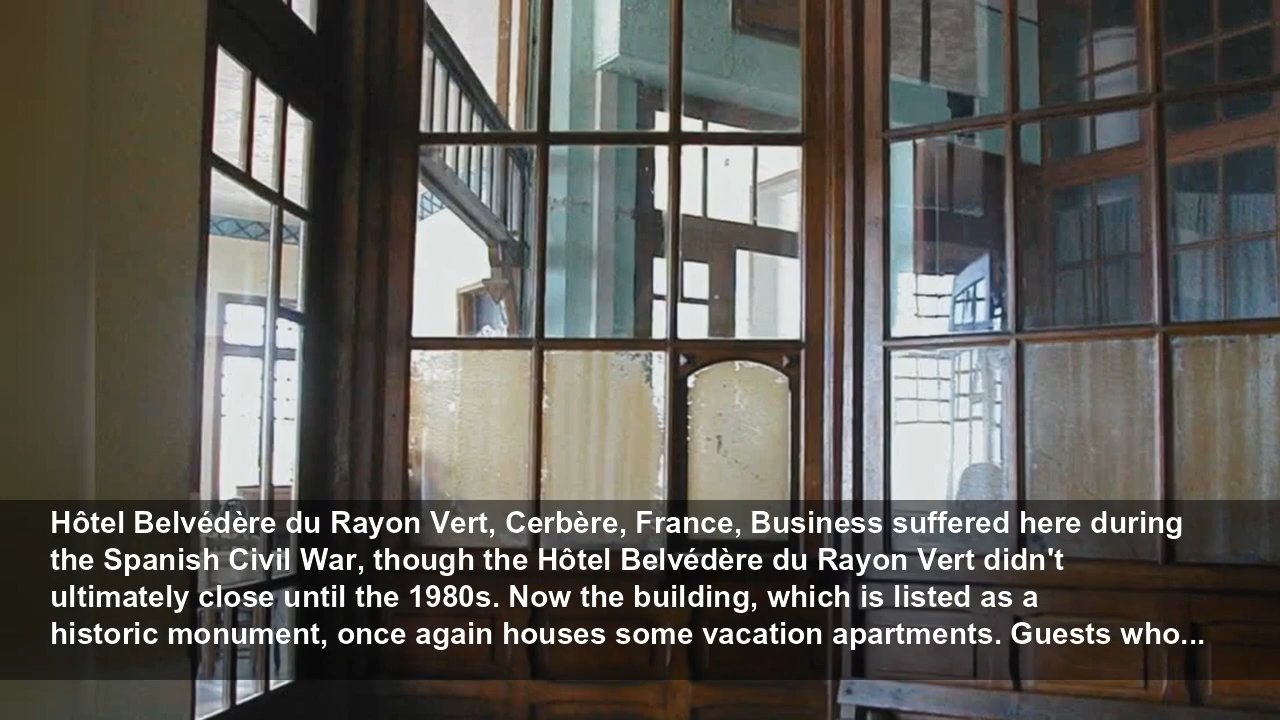 Hôtel Belvédère du Rayon Vert, Cerbère, France, Business suffered here during
the Spanish Civil War, though the Hôtel Belvédère du Rayon Vert didn't
ultimately close until the 1980s. Now the building, which is listed as a
historic monument, once again houses some vacation apartments. Guests who...